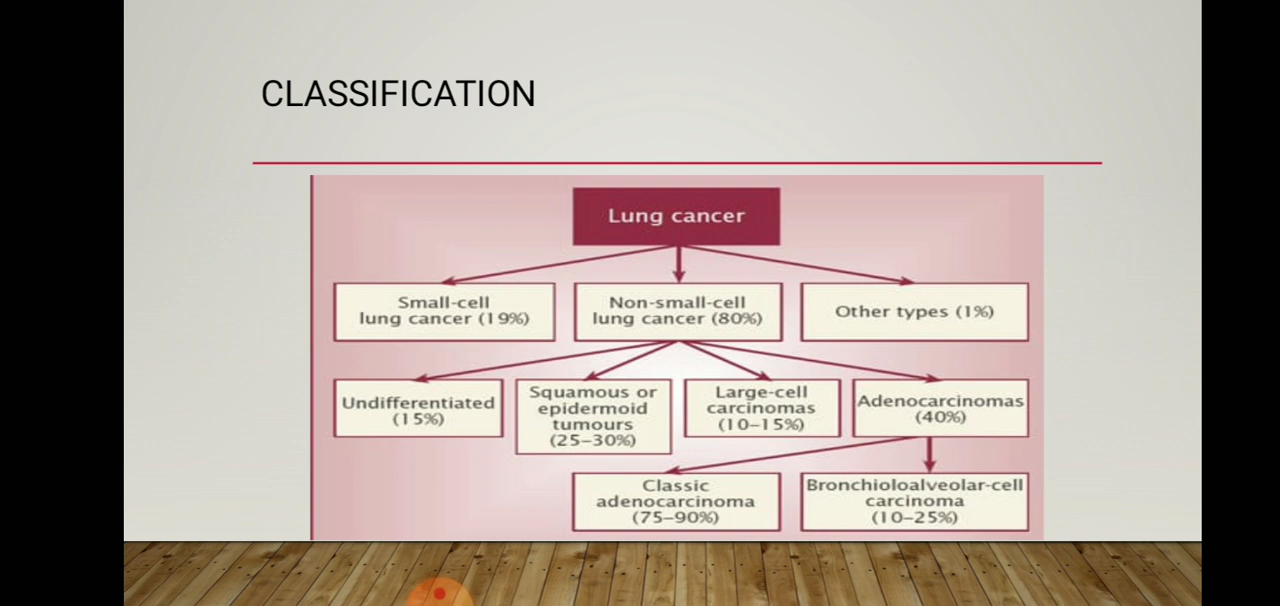 CLASSIFICATION
Lung cancer
Small-cell
lung cancer (19%)
Non-small-cell
lung cancer (80%)
Other types (1%)
Undifferentiated
(15%)
Squamous or
epidermoid
tumours
(25–30%)
Large-cell
carcinomas
(10–15%)
Adenocarcinomas
(40%)
Classic
adenocarcinoma
(75–90%)
Bronchioloalveolar-cell
carcinoma
(10–25%)